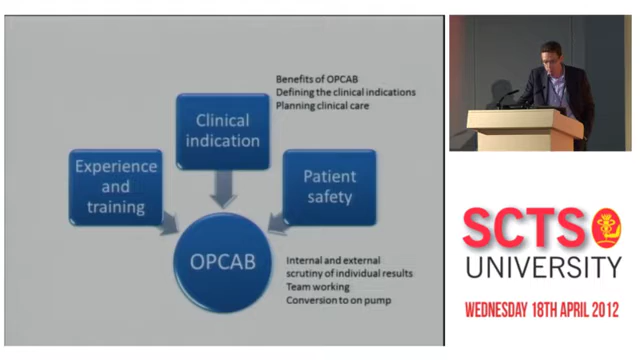 Benefits of OPCAB
Defining the clinical indications
Planning clinical care
Clinical
indication
Experience
and
training
Patient
safety
OPCAB
Internal and external
scrutiny of individual results
Team working
Conversion to on pump
SCTS
UNIVERSITY
WEDNESDAY 18TH APRIL 2012